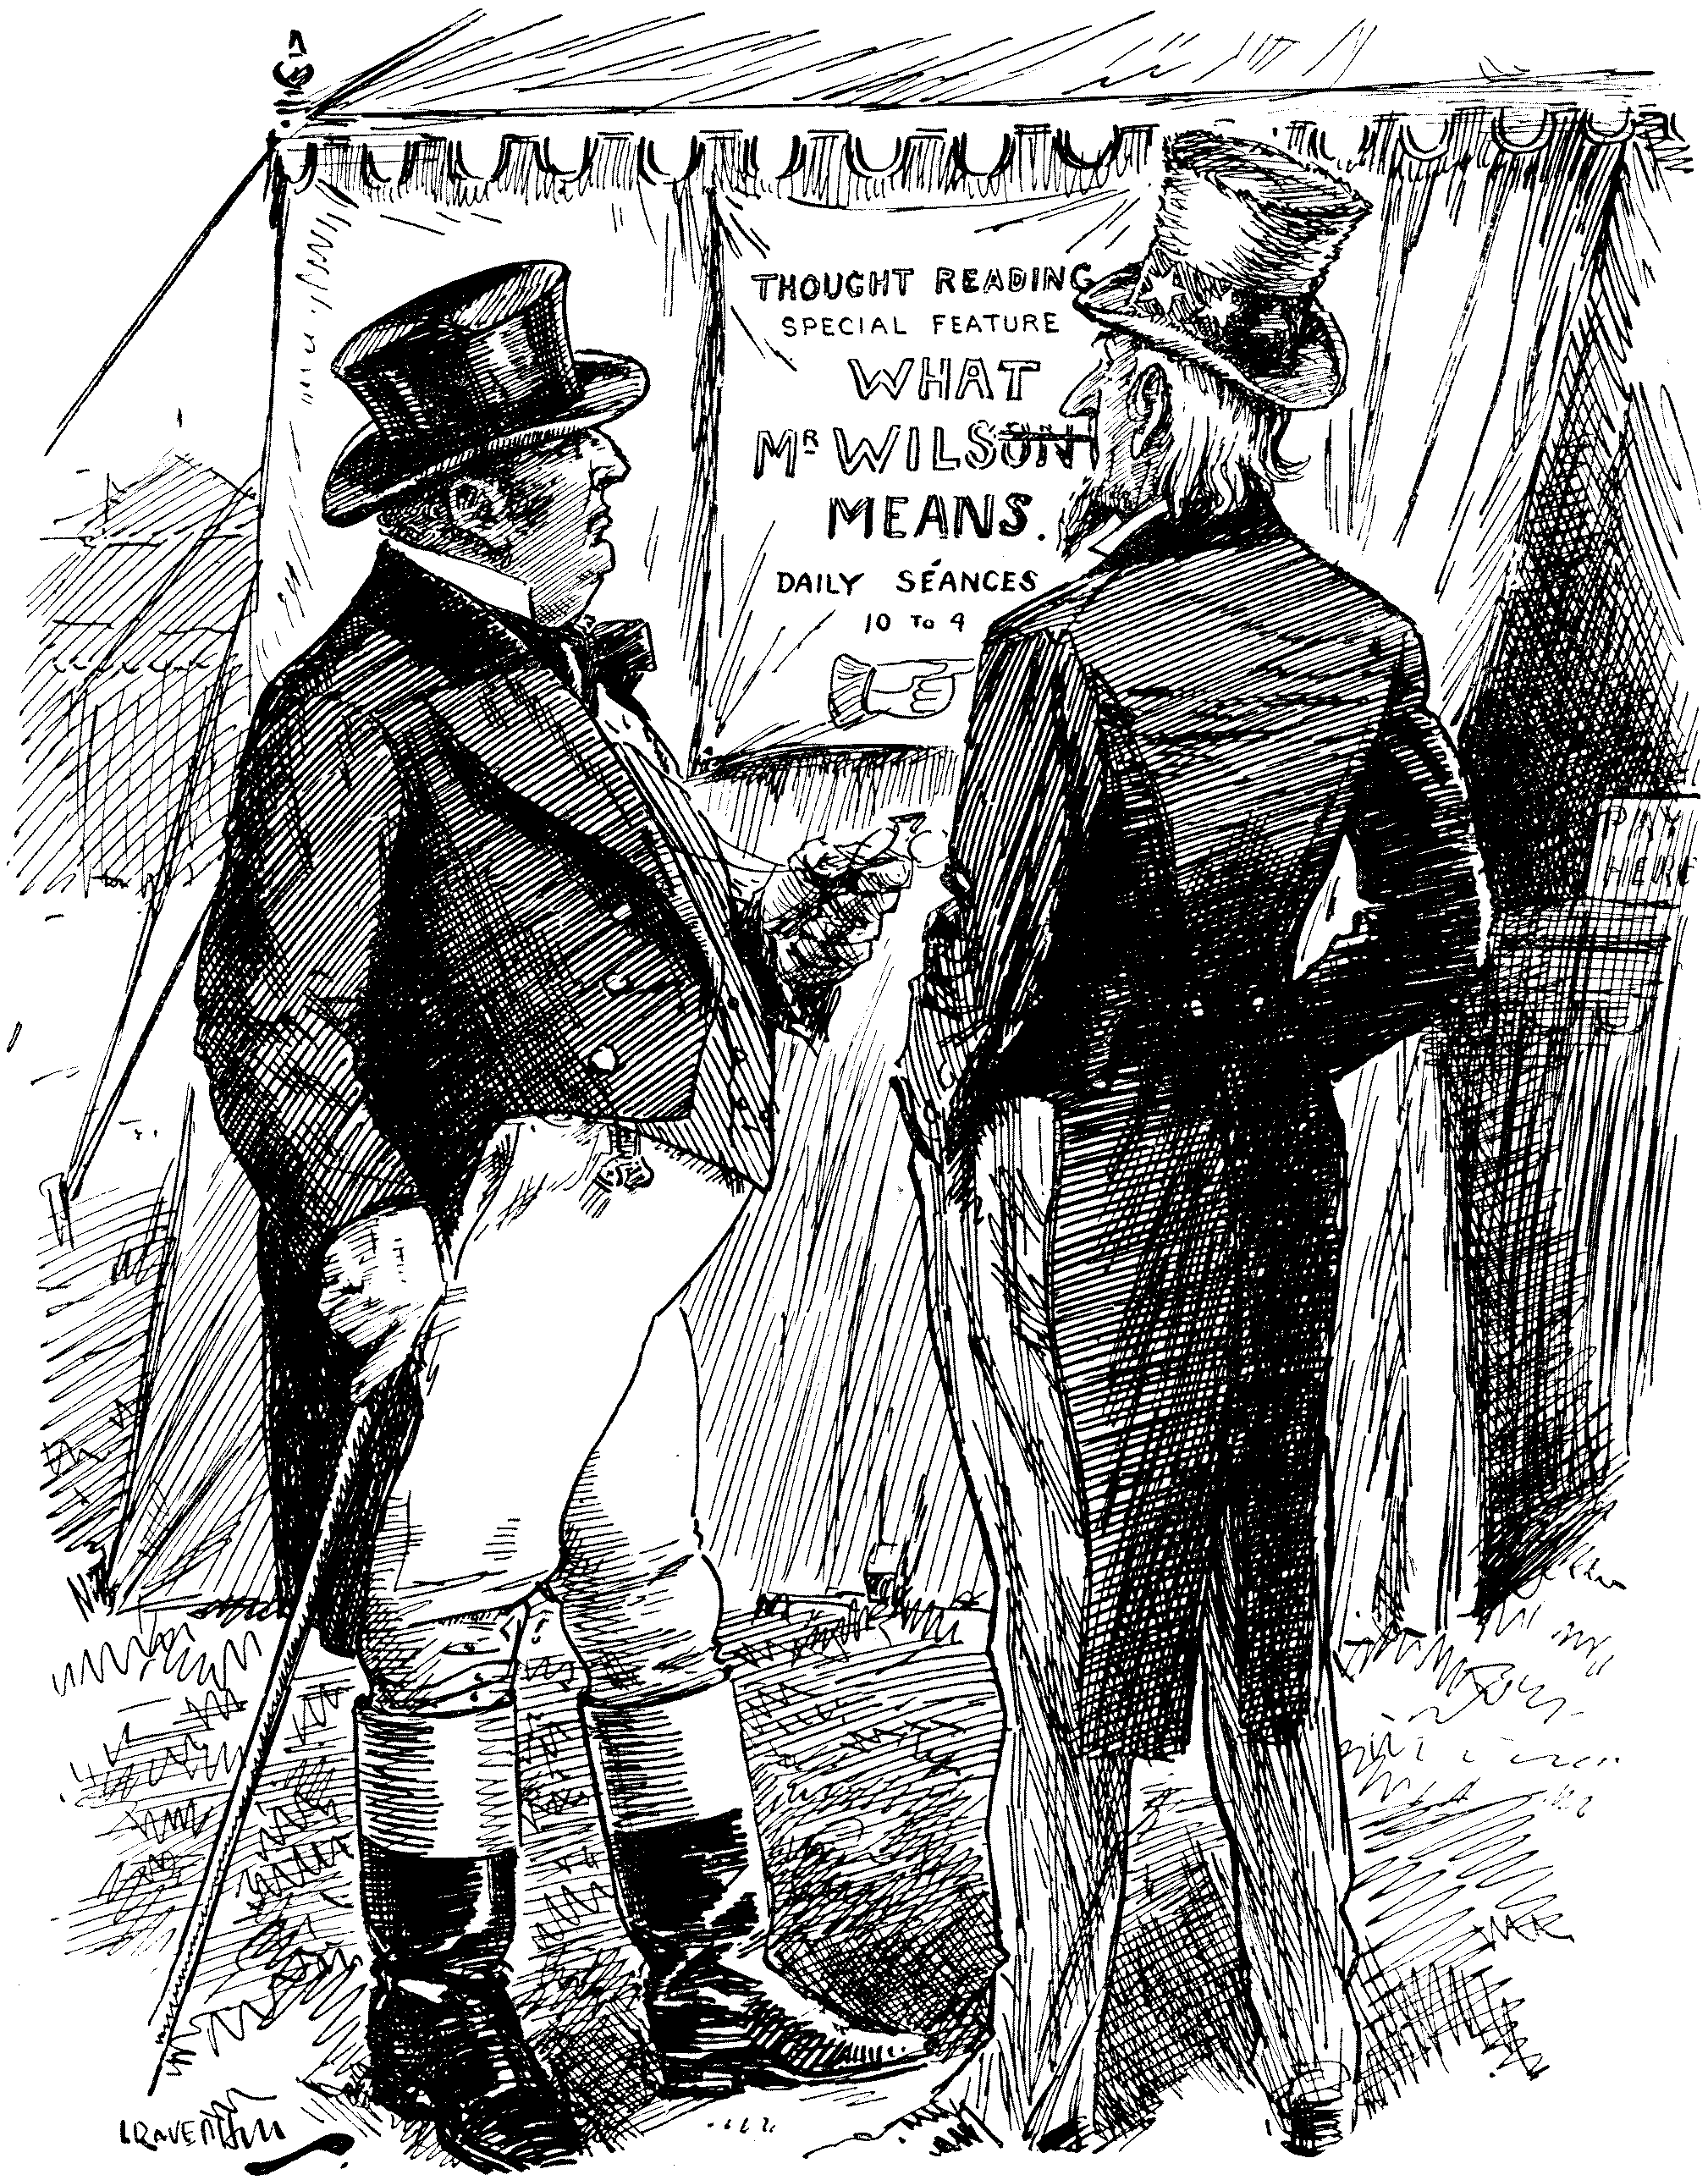 THOUGHT READING
SPECIAL FEATURE
WHAT
MR WILSON
MEANS.
DAILY SÉANCES
10 TO 4
PAY
HERE
L RAVEN HILL